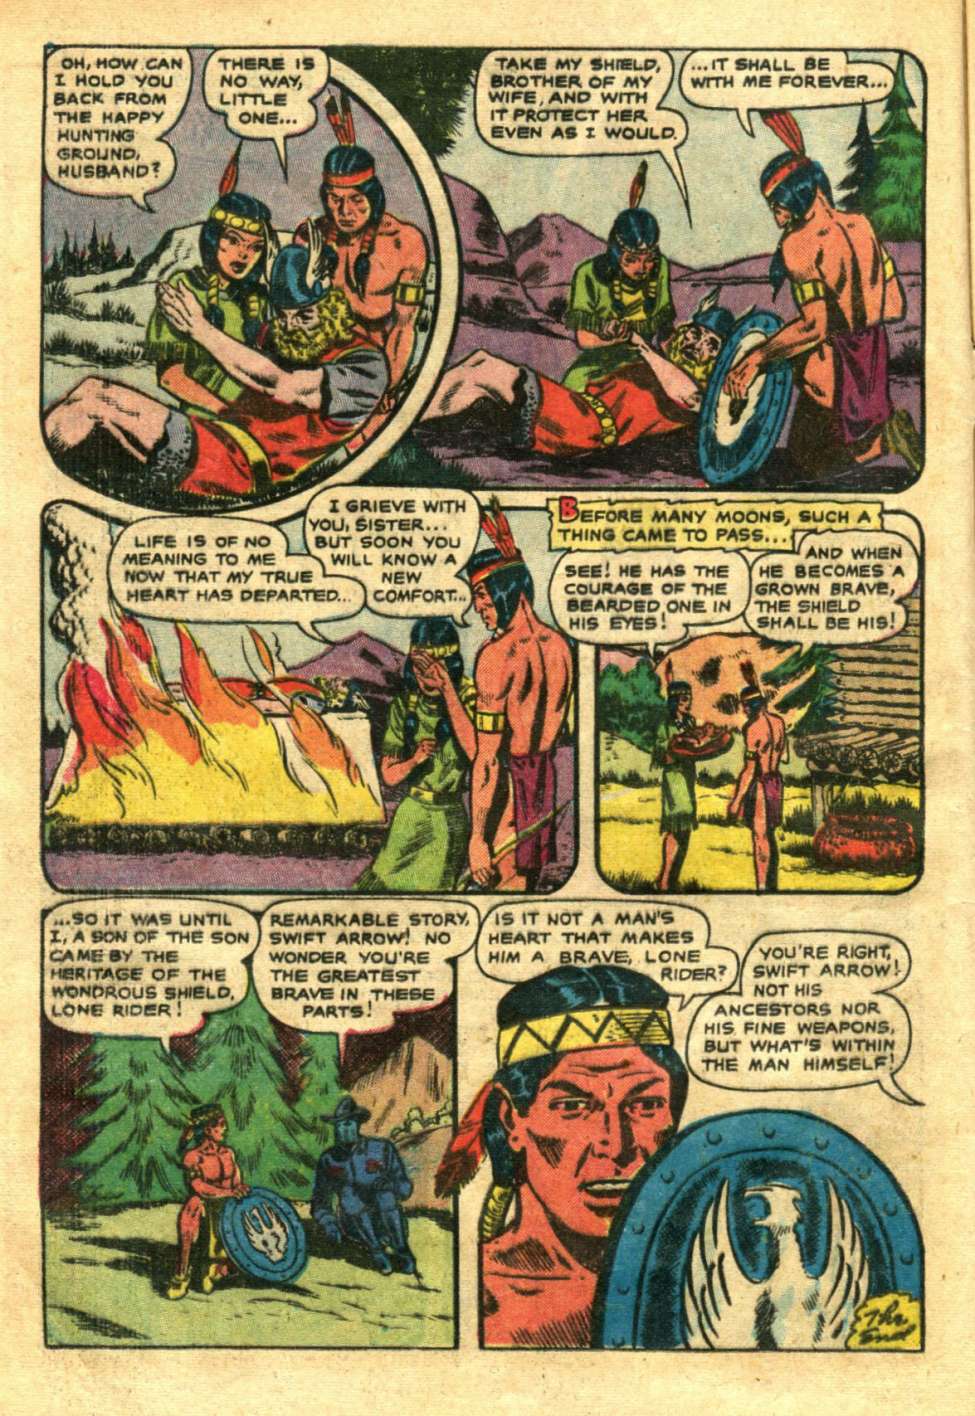 OH, HOW CAN
I HOLD YOU
BACK FROM
THE HAPPY
HUNTING
GROUND,
HUSBAND?
THERE IS
NO WAY,
LITTLE
ONE...
TAKE MY SHIELD,
BROTHER OF MY
WIFE, AND WITH
IT PROTECT HER
EVEN AS I WOULD.
...IT SHALL BE
WITH ME FOREVER...
LIFE IS OF NO
MEANING TO ME
NOW THAT MY TRUE
HEART HAS DEPARTED...
I GRIEVE WITH
YOU, SISTER...
BUT SOON YOU
WILL KNOW A
NEW
COMFORT...
BEFORE MANY MOONS, SUCH A
THING CAME TO PASS...
SEE! HE HAS THE
COURAGE OF THE
BEARDED ONE IN
HIS EYES!
AND WHEN
HE BECOMES A
GROWN BRAVE,
THE SHIELD
SHALL BE HIS!
...SO IT WAS UNTIL
I, A SON OF THE SON
CAME BY THE
HERITAGE OF THE
WONDROUS SHIELD,
LONE RIDER!
REMARKABLE STORY,
SWIFT ARROW! NO
WONDER YOU'RE
THE GREATEST
BRAVE IN THESE
PARTS!
IS IT NOT A MAN'S
HEART THAT MAKES
HIM A BRAVE, LONE
RIDER?
YOU'RE RIGHT,
SWIFT ARROW!
NOT HIS
ANCESTORS NOR
HIS FINE WEAPONS,
BUT WHAT'S WITHIN
THE MAN HIMSELF!
The
End